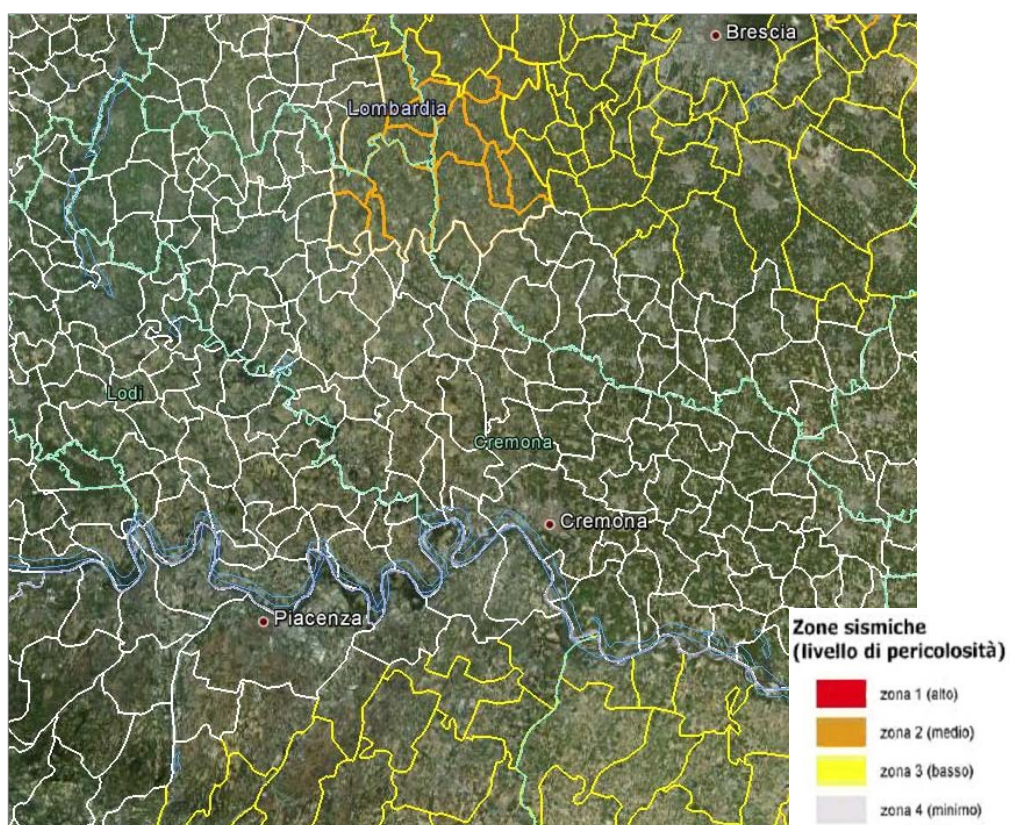 Brescia
Lombardia
Lodi
Cremona
Cremona
Piacenza
Zone sismiche
(livello di pericolosità)
zona 1 (alto)
zona 2 (medio)
zona 3 (basso)
zona 4 (minimo)